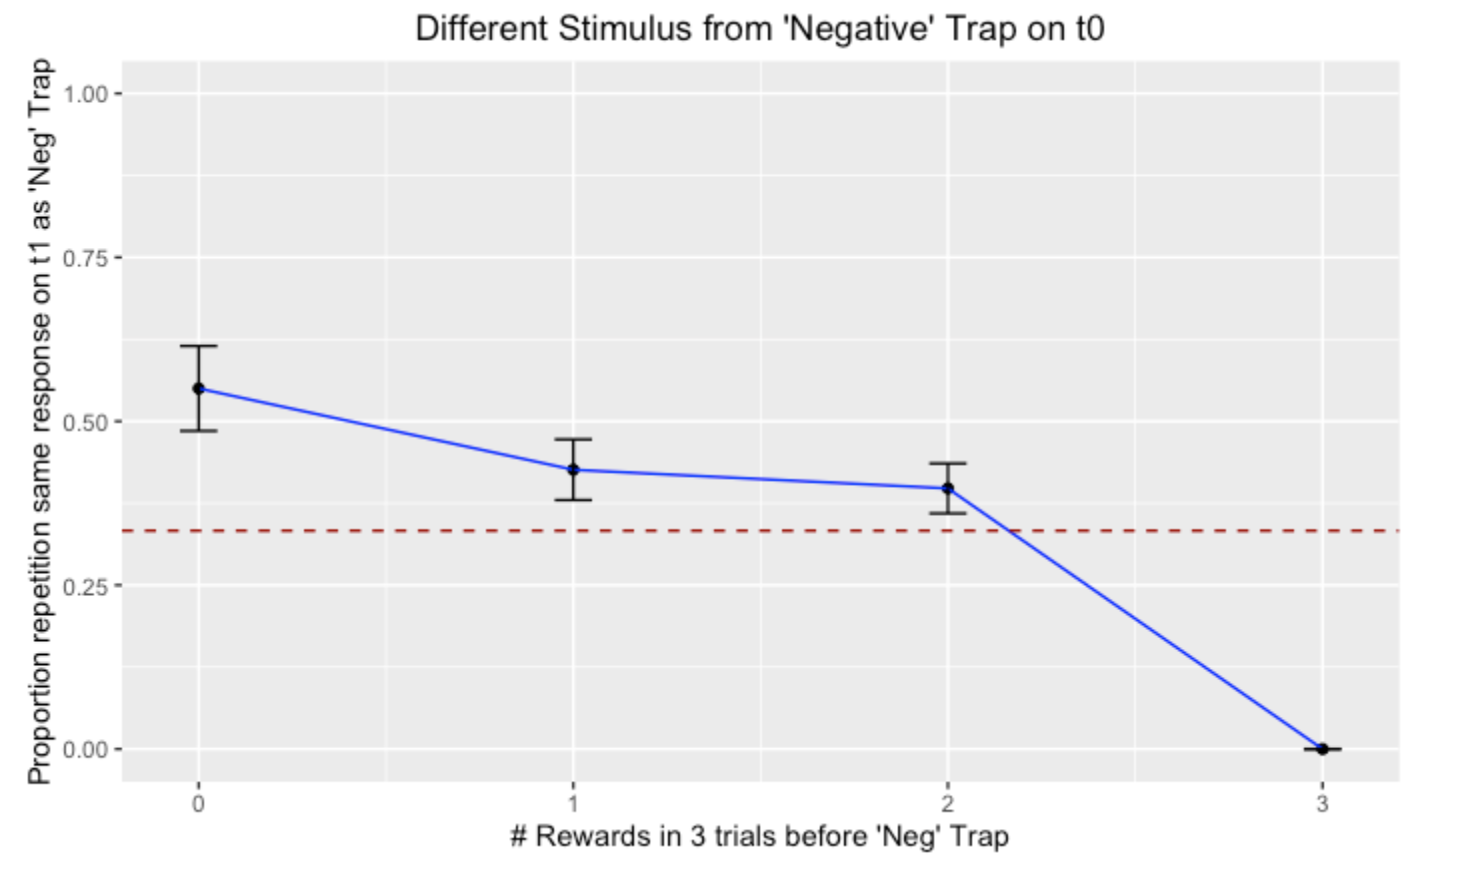 Different Stimulus from 'Negative' Trap on t0
Proportion repetition same response on t1 as 'Neg' Trap
1.00
0.75
0.50
0.25
0.00
0 1 2 3
# Rewards in 3 trials before 'Neg' Trap